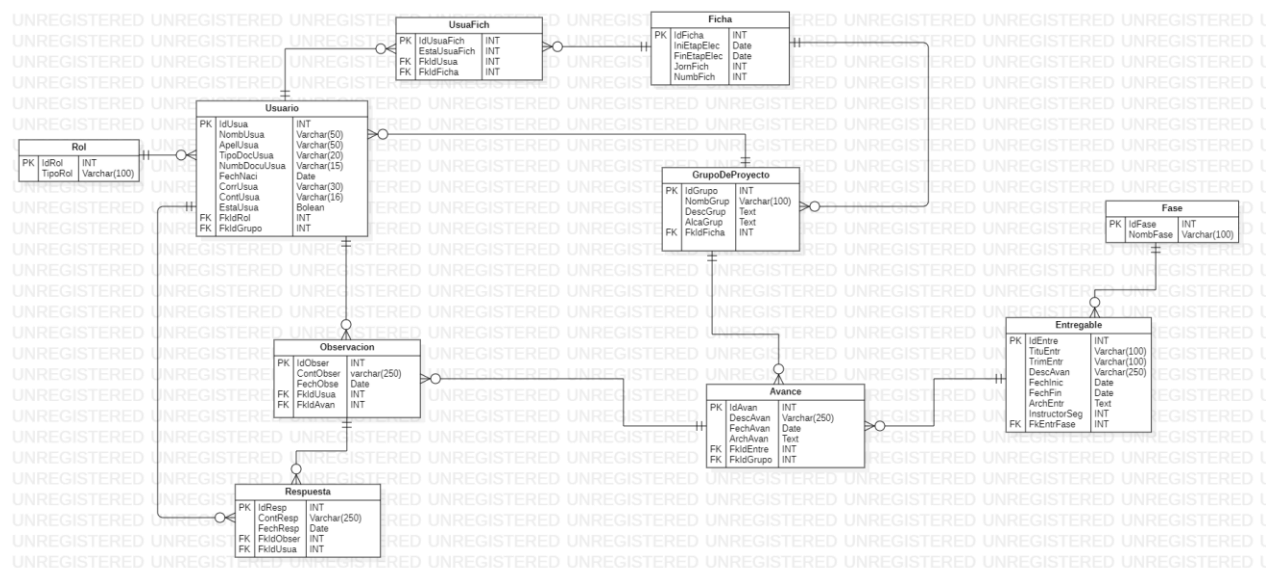 UsuaFich
PK IdUsuaFich INT
EstaUsuaFich INT
FK FkIdUsua INT
FK FkIdFicha INT
Ficha
PK IdFicha INT
IniEtapElec Date
FinEtapElec Date
JornFich INT
NumbFich INT
Usuario
PK IdUsua INT
NombUsua Varchar(50)
ApelUsua Varchar(50)
TipoDocUsua Varchar(20)
NumbDocuUsua Varchar(15)
FechNaci Date
CorrUsua Varchar(30)
ContUsua Varchar(16)
EstaUsua Bolean
FK FkIdRol INT
FK FkIdGrupo INT
Rol
PK IdRol INT
TipoRol Varchar(100)
GrupoDeProyecto
PK IdGrupo INT
NombGrup Varchar(100)
DescGrup Text
AlcaGrup Text
FK FkIdFicha INT
Fase
PK IdFase INT
NombFase Varchar(100)
Observacion
PK IdObser INT
ContObser varchar(250)
FechObse Date
FK FkIdUsua INT
FK FkIdAvan INT
Entregable
PK IdEntre INT
TituEntr Varchar(100)
TrimEntr Varchar(100)
DescAvan Varchar(250)
FechInic Date
FechFin Date
ArchEntr Text
InstructorSeg INT
FK FkEntrFase INT
Avance
PK IdAvan INT
DescAvan Varchar(250)
FechAvan Date
ArchAvan Text
FK FkIdEntre INT
FK FkIdGrupo INT
Respuesta
PK IdResp INT
ContResp Varchar(250)
FechResp Date
FK FkIdObser INT
FK FkIdUsua INT
UNREGISTERED